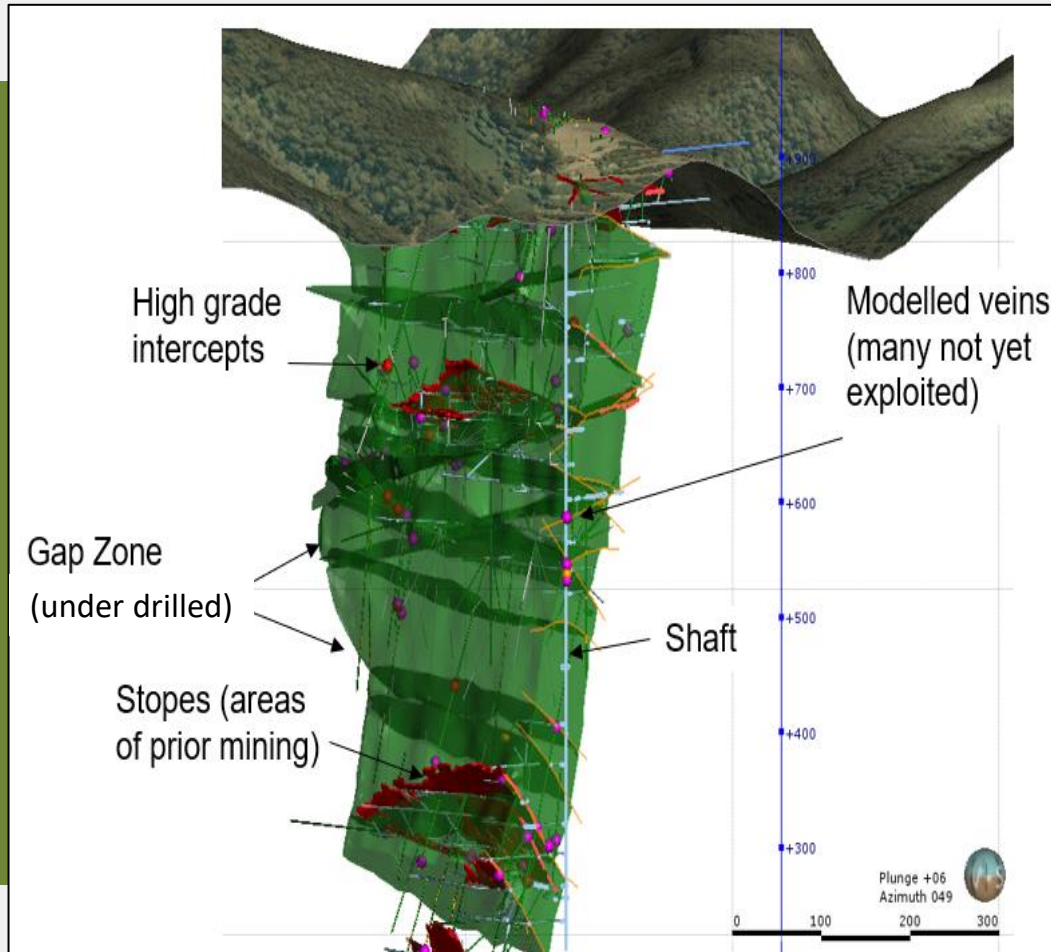 +900
+800
High grade
intercepts
Modelled veins
(many not yet
exploited)
+700
+600
Gap Zone
(under drilled)
+500
Shaft
Stopes (areas
of prior mining)
+400
+300
Plunge +06
Azimuth 049
0 100 200 300